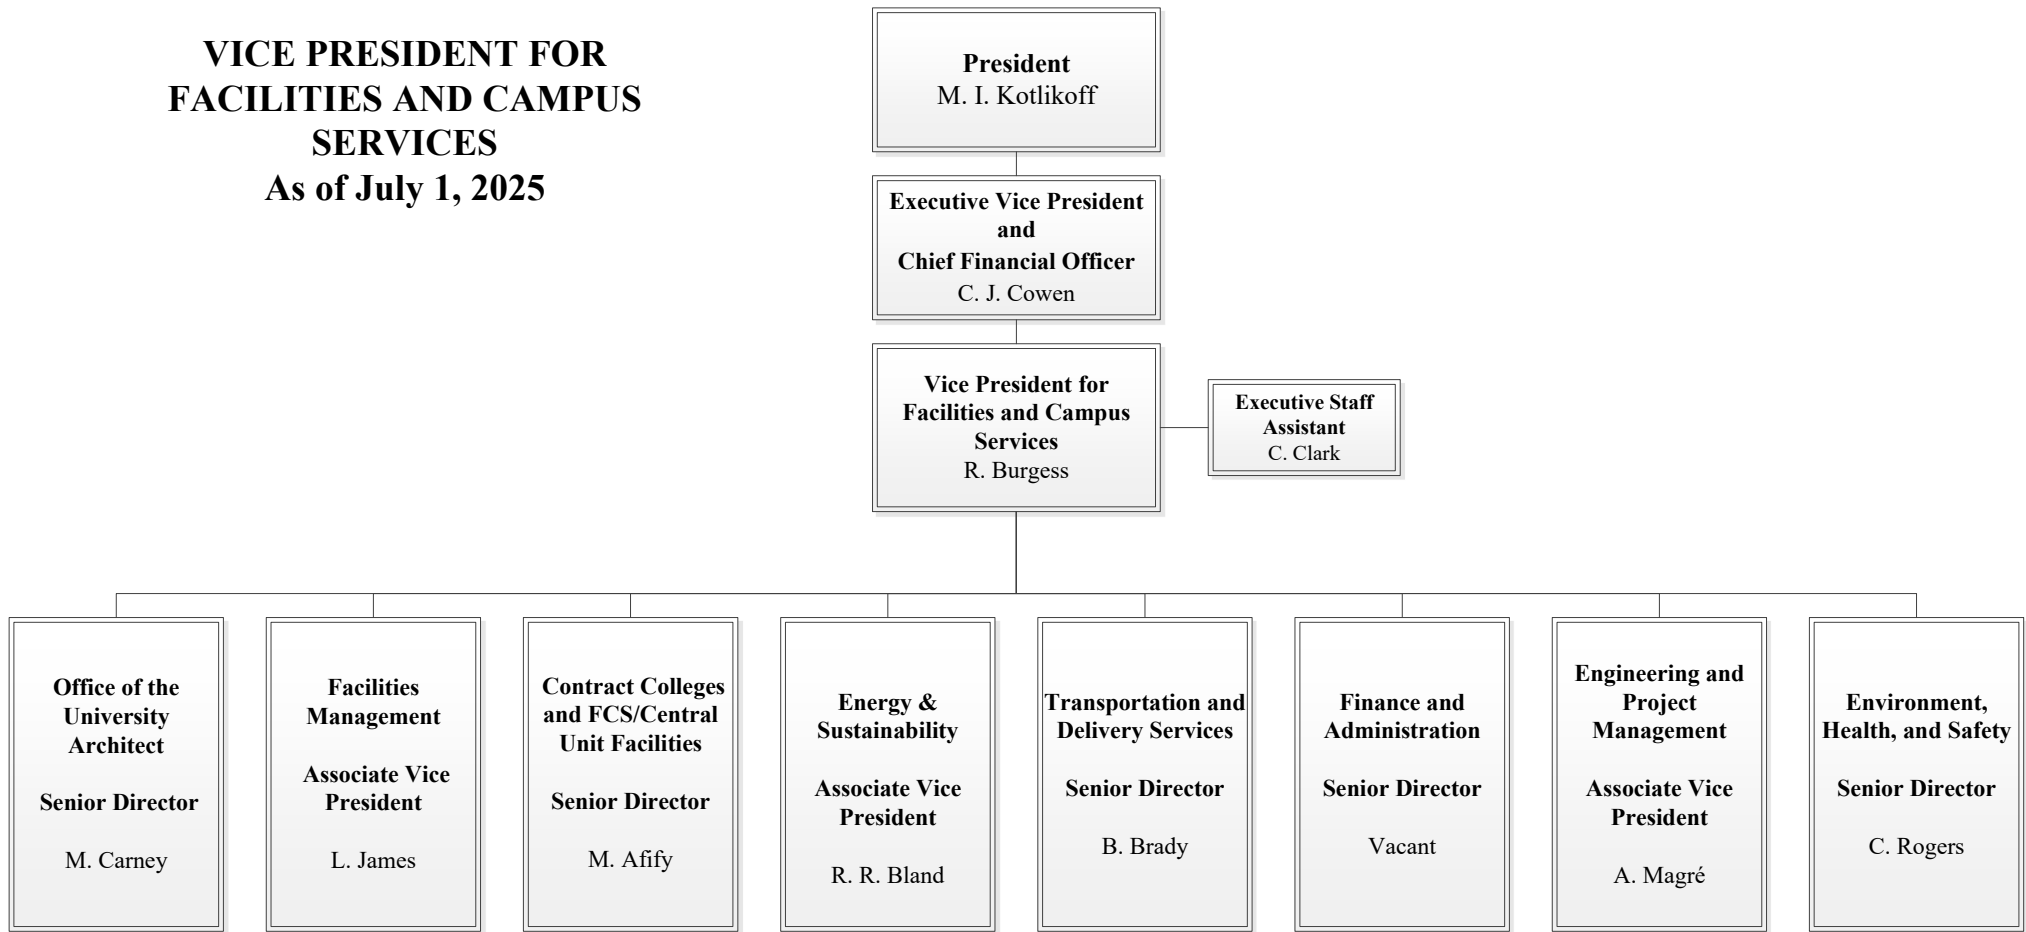 VICE PRESIDENT FOR
FACILITIES AND CAMPUS
SERVICES
As of July 1, 2025
President
M. I. Kotlikoff
Executive Vice President
and
Chief Financial Officer
C. J. Cowen
Vice President for
Facilities and Campus
Services
R. Burgess
Executive Staff
Assistant
C. Clark
Office of the
University
Architect
Senior Director
M. Carney
Facilities
Management
Associate Vice
President
L. James
Contract Colleges
and FCS/Central
Unit Facilities
Senior Director
M. Afify
Energy &
Sustainability
Associate Vice
President
R. R. Bland
Transportation and
Delivery Services
Senior Director
B. Brady
Finance and
Administration
Senior Director
Vacant
Engineering and
Project
Management
Associate Vice
President
A. Magré
Environment,
Health, and Safety
Senior Director
C. Rogers